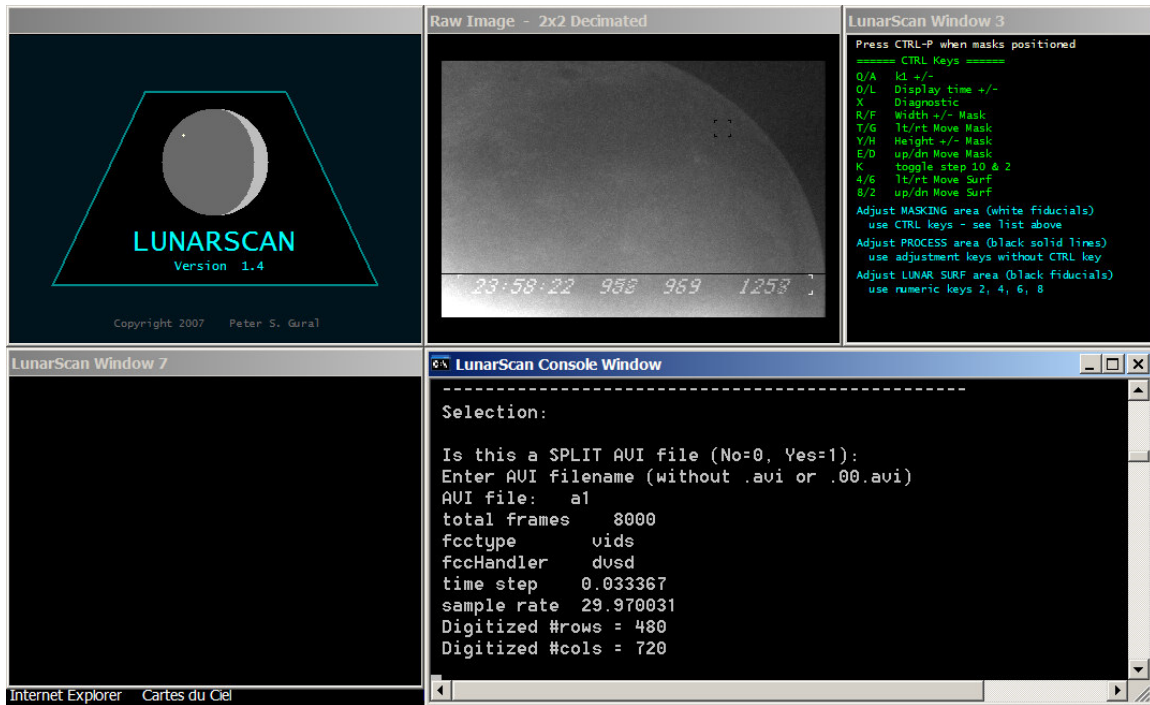 Raw Image - 2x2 Decimated
LunarScan Window 3
LUNARSCAN
Version 1.4
Copyright 2007 Peter S. Gural
23:58:22 958 969 1253
Press CTRL-P when masks positioned
====== CTRL Keys ======
Q/A k1 +/-
O/L Display time +/-
X Diagnostic
R/F Width +/- Mask
T/G lt/rt Move Mask
Y/H Height +/- Mask
E/D up/dn Move Mask
K toggle step 10 & 2
4/6 lt/rt Move Surf
8/2 up/dn Move Surf
Adjust MASKING area (white fiducials)
use CTRL keys - see list above
Adjust PROCESS area (black solid lines)
use adjustment keys without CTRL key
Adjust LUNAR SURF area (black fiducials)
use numeric keys 2, 4, 6, 8
LunarScan Window 7
LunarScan Console Window
-------------------------------------------------
Selection:
Is this a SPLIT AVI file (No=0, Yes=1):
Enter AVI filename (without .avi or .00.avi)
AVI file: a1
total frames 8000
fcctype vids
fccHandler dvsd
time step 0.033367
sample rate 29.970031
Digitized #rows = 480
Digitized #cols = 720
Internet Explorer Cartes du Ciel